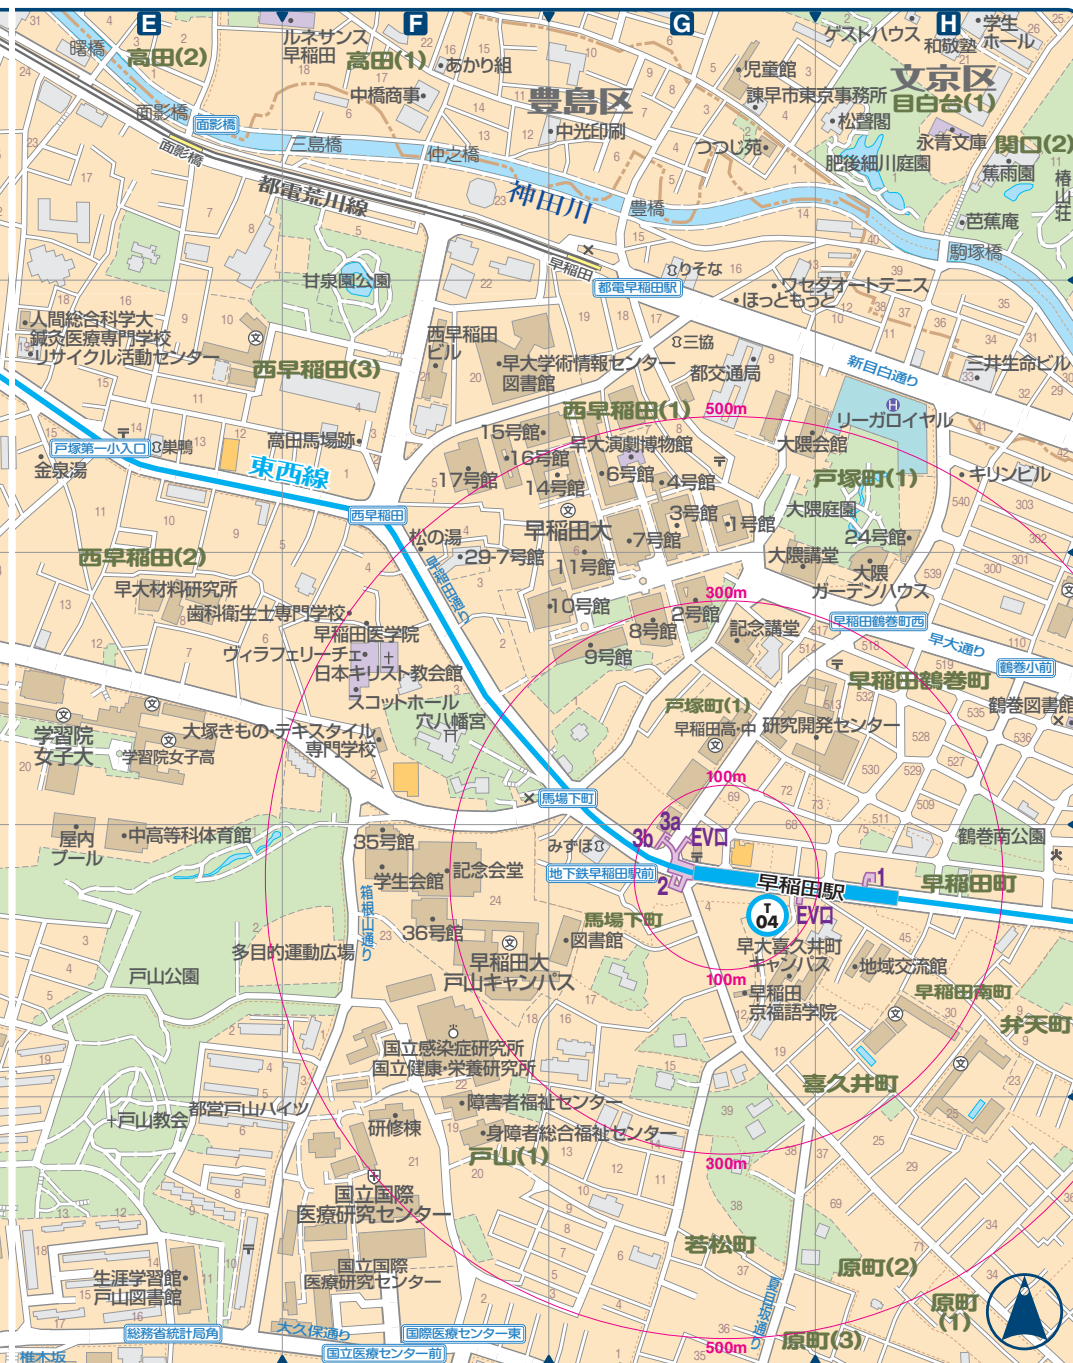 E
F
G
H
ルネサンス
早稲田
高田(2)
高田(1)
あかり組
曙橋
中橋商事
面影橋
面影橋
面影橋
三島橋
仲之橋
豊島区
中光印刷
児童館
諫早市東京事務所
つつじ苑
ゲストハウス
和敬塾
学生
ホール
文京区
目白台(1)
松聲閣
永青文庫
関口(2)
肥後細川庭園
蕉雨園
椿山荘
芭蕉庵
駒塚橋
都電荒川線
神田川
豊橋
早稲田
都電早稲田駅
りそな
ワセダオートテニス
ほっともっと
甘泉園公園
人間総合科学大
鍼灸医療専門学校
リサイクル活動センター
西早稲田(3)
西早稲田
ビル
早大学術情報センター
図書館
三協
都交通局
新目白通り
三井生命ビル
リーガロイヤル
西早稲田(1)
500m
戸塚第一小入口
巣鴨
金泉湯
高田馬場跡
東西線
15号館
16号館
17号館
14号館
早大演劇博物館
6号館
4号館
大隈会館
戸塚町(1)
キリンビル
西早稲田
早稲田大
3号館
1号館
7号館
11号館
大隈庭園
24号館
大隈講堂
大隈
ガーデンハウス
松の湯
29-7号館
早稲田通り
西早稲田(2)
早大材料研究所
歯科衛生士専門学校
早稲田医学院
ヴィラフェリーチェ
日本キリスト教会館
スコットホール
穴八幡宮
10号館
300m
2号館
8号館
9号館
記念講堂
早稲田鶴巻町西
早大通り
鶴巻小前
早稲田鶴巻町
鶴巻図書館
戸塚町(1)
早稲田高・中
研究開発センター
学習院
女子大
学習院女子高
大塚きもの・テキスタイル
専門学校
馬場下町
100m
3a
3b
EV口
みずほ
地下鉄早稲田駅前
2
早稲田駅
1
T
04
EV口
鶴巻南公園
早稲田町
屋内
プール
中高等科体育館
35号館
学生会館
記念会堂
箱根山通り
36号館
多目的運動広場
戸山公園
早稲田大
戸山キャンパス
馬場下町
図書館
早大喜久井町
キャンパス
100m
早稲田
京福語学院
地域交流館
早稲田南町
弁天町
喜久井町
国立感染症研究所
国立健康・栄養研究所
障害者福祉センター
身障者総合福祉センター
研修棟
戸山教会
都営戸山ハイツ
戸山(1)
300m
国立国際
医療研究センター
国立国際
医療研究センター
生涯学習館
戸山図書館
若松町
原町(2)
原町
(1)
原町(3)
夏目坂通り
500m
総務省統計局角
大久保通り
国際医療センター東
国立医療センター前
椎木坂